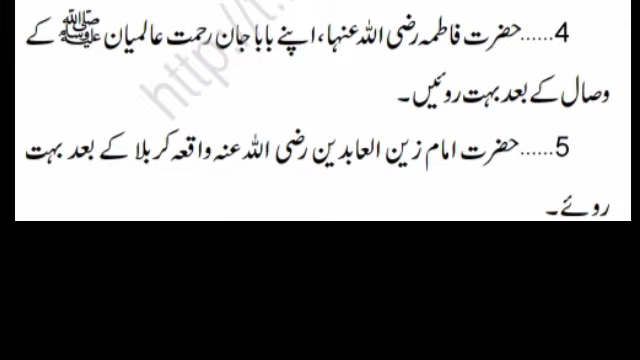 4......حضرت فاطمہ رضی اللہ عنہا، اپنے بابا جان رحمت عالمیان ﷺ کے
وصال کے بعد بہت روئیں۔
5......حضرت امام زین العابدین رضی اللہ عنہ واقعہ کربلا کے بعد بہت
روئے۔
http://t.